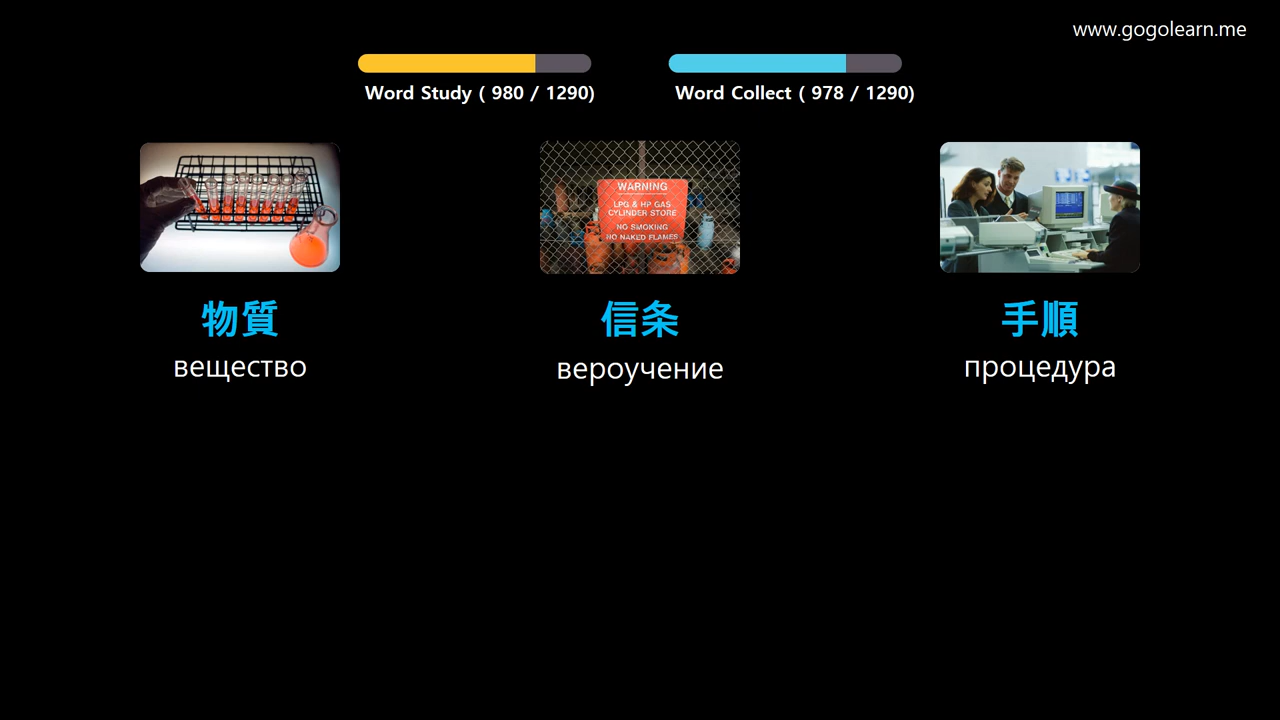 www.gogolearn.me
Word Study ( 980 / 1290)
Word Collect ( 978 / 1290)
WARNING
LPG & HP GAS
CYLINDER STORE
NO SMOKING
NO NAKED FLAMES
物質
信条
手順
вещество
вероучение
процедура